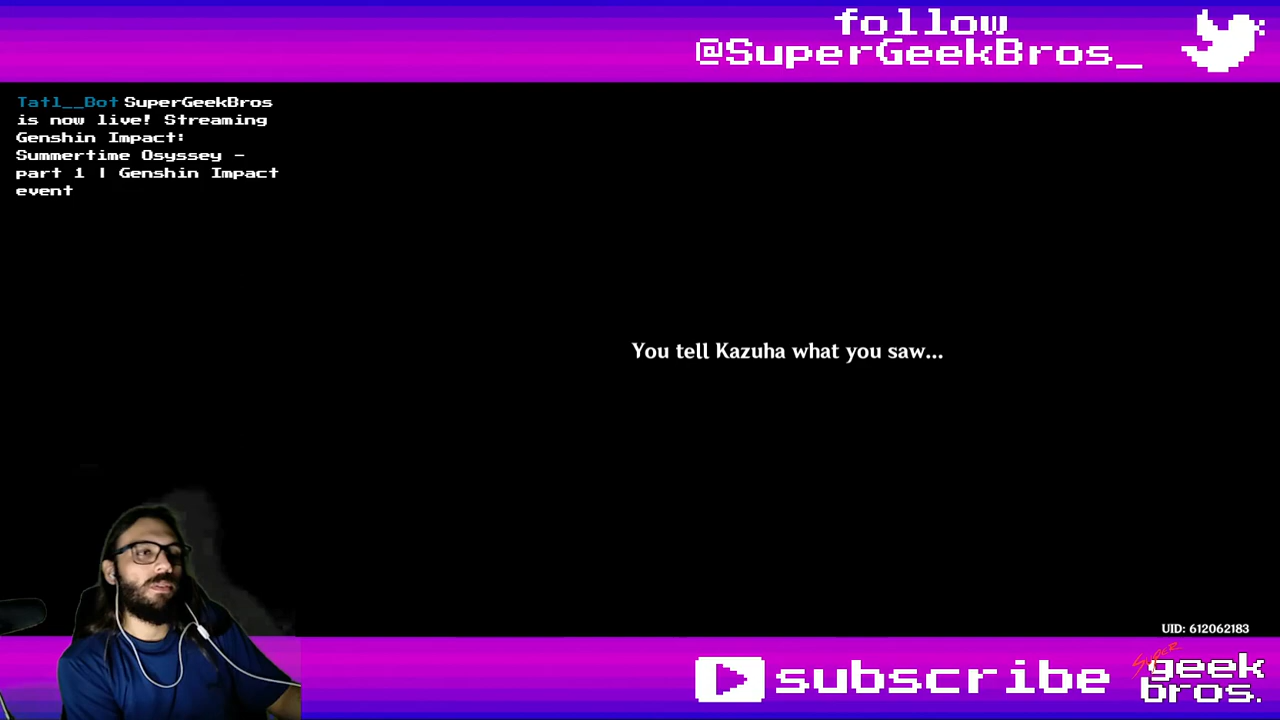 follow
@SuperGeekBros_
Tatl__Bot SuperGeekBros
is now live! Streaming
Genshin Impact:
Summertime Osyssey -
part 1 | Genshin Impact
event
You tell Kazuha what you saw...
UID: 612062183
subscribe
SUPER
geek
bros.